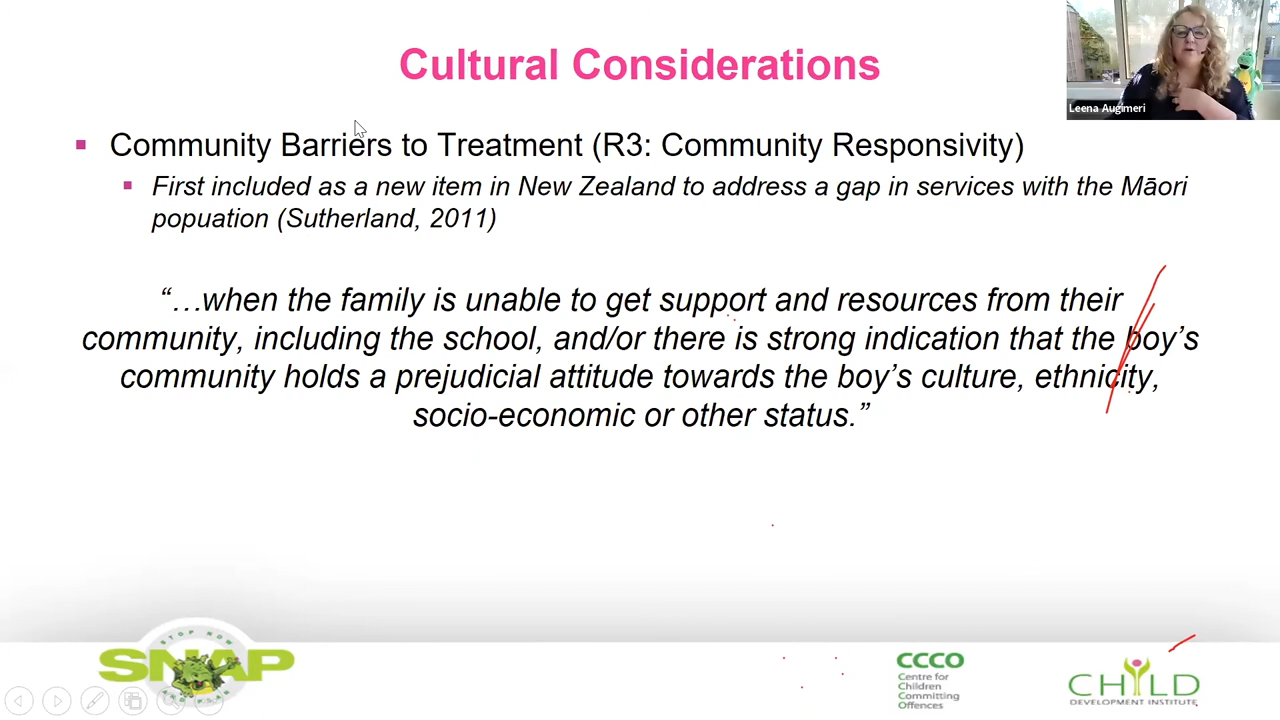 Cultural Considerations
Leena Augimeri
Community Barriers to Treatment (R3: Community Responsivity)
First included as a new item in New Zealand to address a gap in services with the Māori
popuation (Sutherland, 2011)
“…when the family is unable to get support and resources from their
community, including the school, and/or there is strong indication that the boy’s
community holds a prejudicial attitude towards the boy’s culture, ethnicity,
socio-economic or other status.”
STOP NOW
SNAP
AND PLAN
CCCO
Centre for
Children
Committing
Offences
CHILD
DEVELOPMENT INSTITUTE